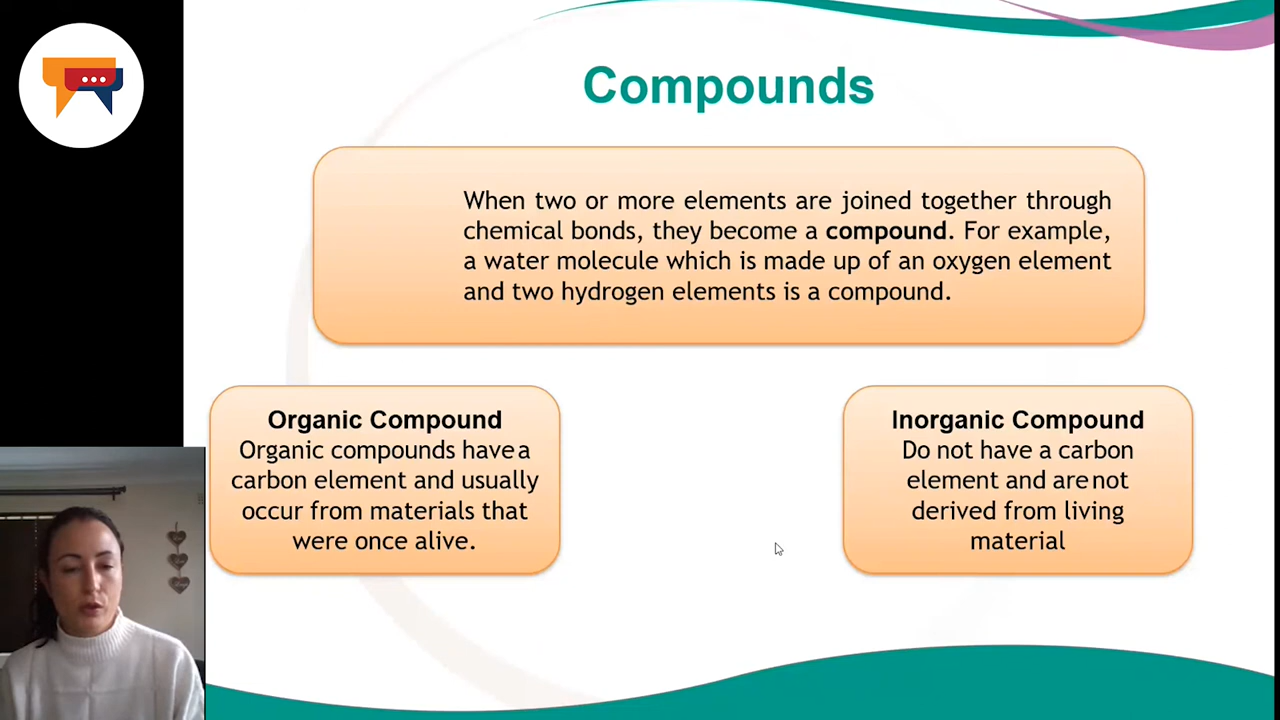 Compounds
When two or more elements are joined together through
chemical bonds, they become a compound. For example,
a water molecule which is made up of an oxygen element
and two hydrogen elements is a compound.
Organic Compound
Organic compounds have a
carbon element and usually
occur from materials that
were once alive.
Inorganic Compound
Do not have a carbon
element and are not
derived from living
material